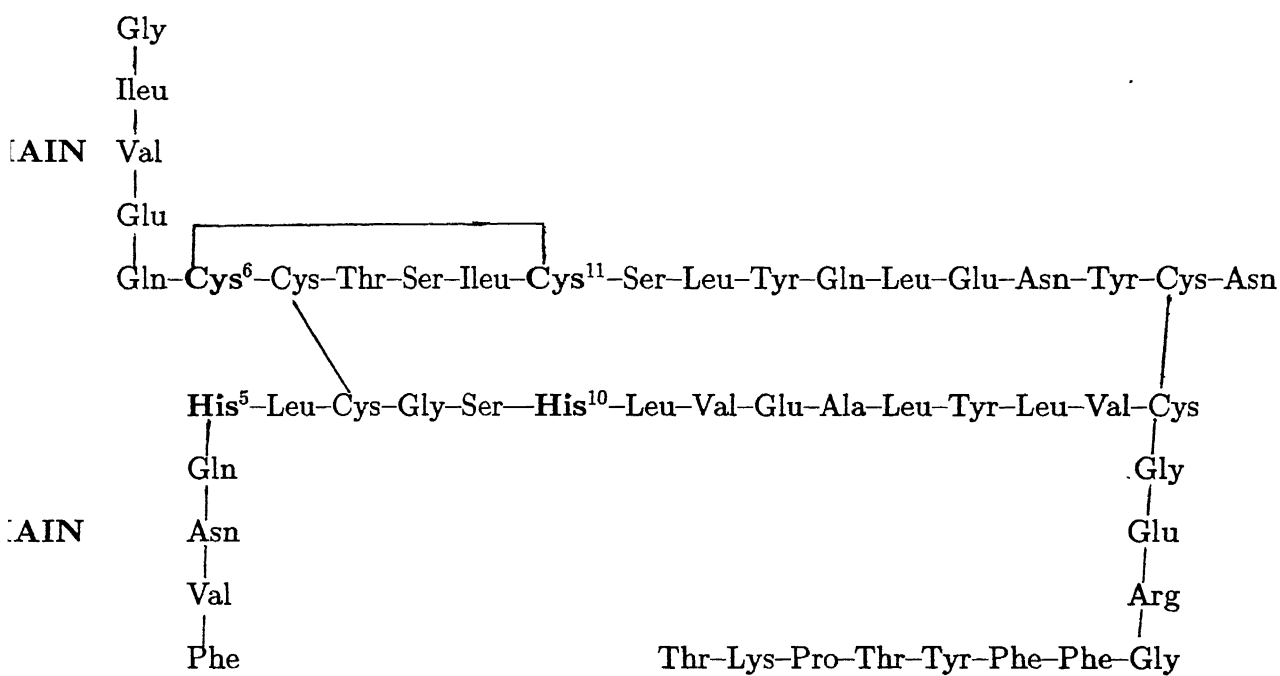 Gly
Ileu
[AIN Val
Glu
Gln–Cys⁶–Cys–Thr–Ser–Ileu–Cys¹¹–Ser–Leu–Tyr–Gln–Leu–Glu–Asn–Tyr–Cys–Asn
His⁵–Leu–Cys–Gly–Ser—His¹⁰–Leu–Val–Glu–Ala–Leu–Tyr–Leu–Val–Cys
Gln Gly
AIN Asn Glu
Val Arg
Phe Thr–Lys–Pro–Thr–Tyr–Phe–Phe–Gly